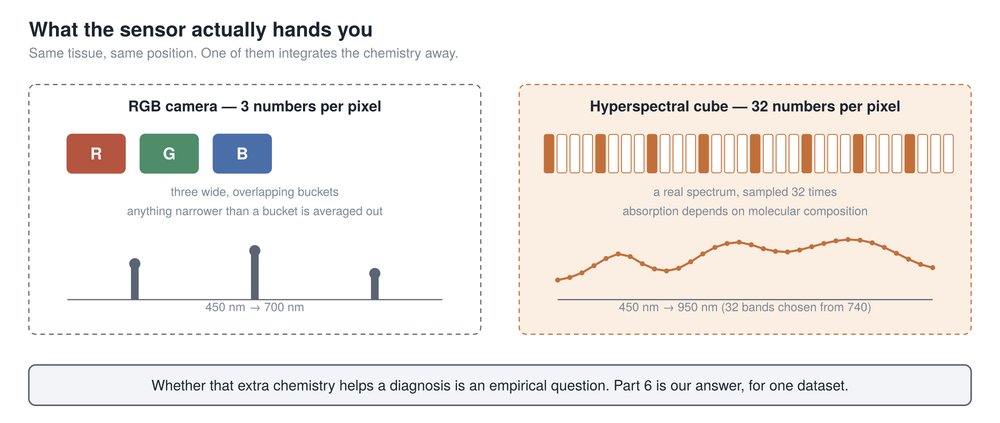 What the sensor actually hands you
Same tissue, same position. One of them integrates the chemistry away.
RGB camera — 3 numbers per pixel
R
G
B
three wide, overlapping buckets
anything narrower than a bucket is averaged out
450 nm → 700 nm
Hyperspectral cube — 32 numbers per pixel
a real spectrum, sampled 32 times
absorption depends on molecular composition
450 nm → 950 nm (32 bands chosen from 740)
Whether that extra chemistry helps a diagnosis is an empirical question. Part 6 is our answer, for one dataset.